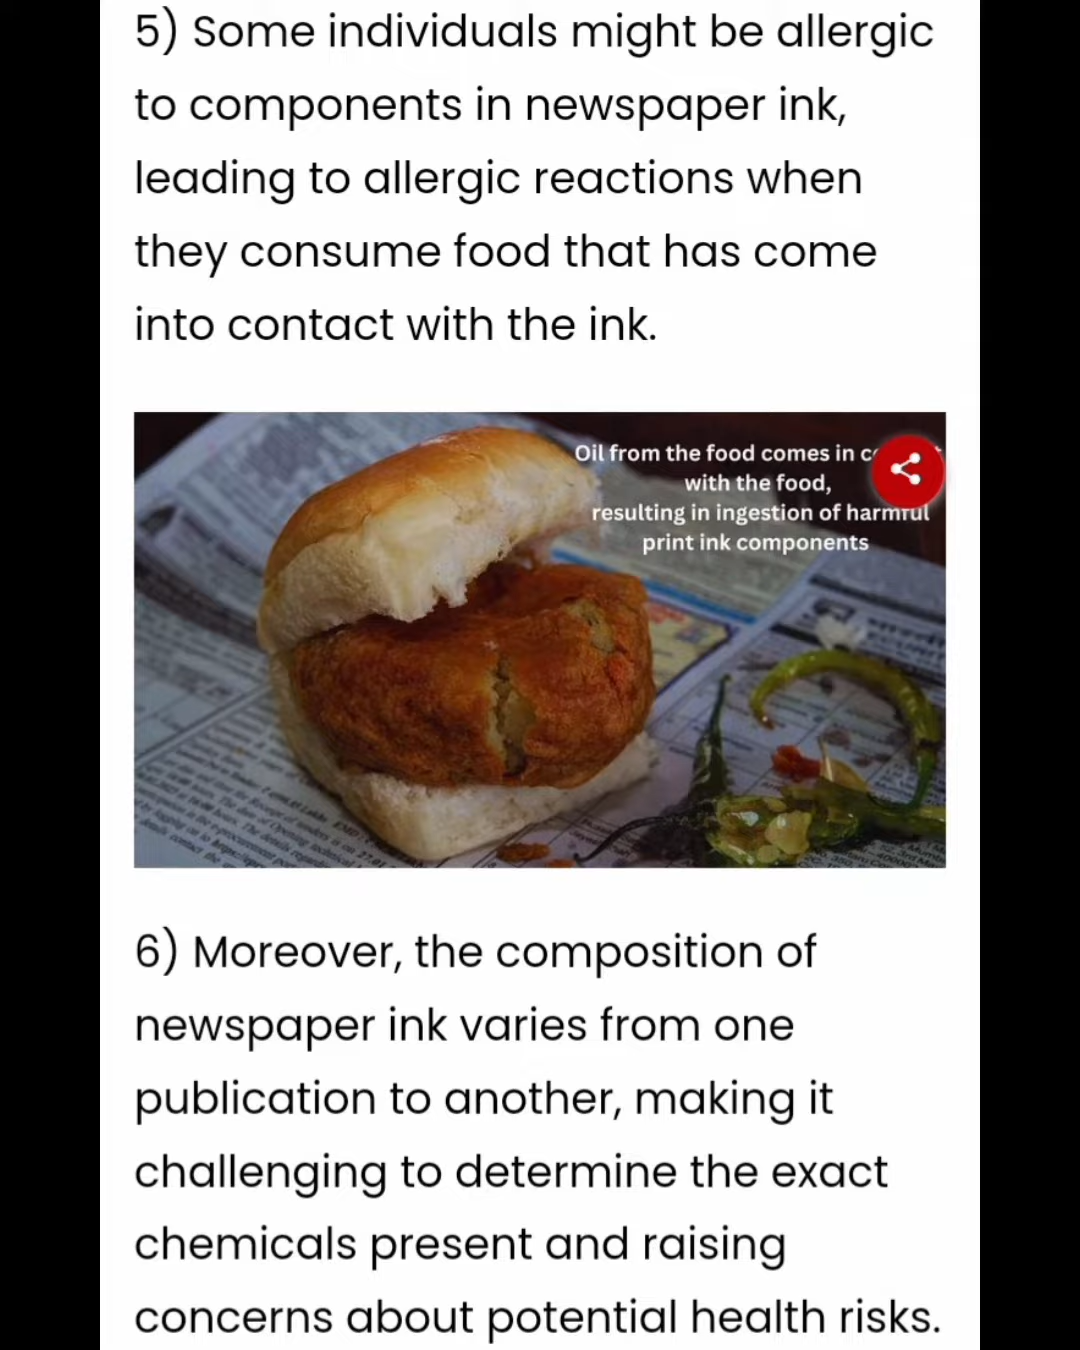 5) Some individuals might be allergic
to components in newspaper ink,
leading to allergic reactions when
they consume food that has come
into contact with the ink.
Oil from the food comes in
with the food,
resulting in ingestion of harmful
print ink components
6) Moreover, the composition of
newspaper ink varies from one
publication to another, making it
challenging to determine the exact
chemicals present and raising
concerns about potential health risks.